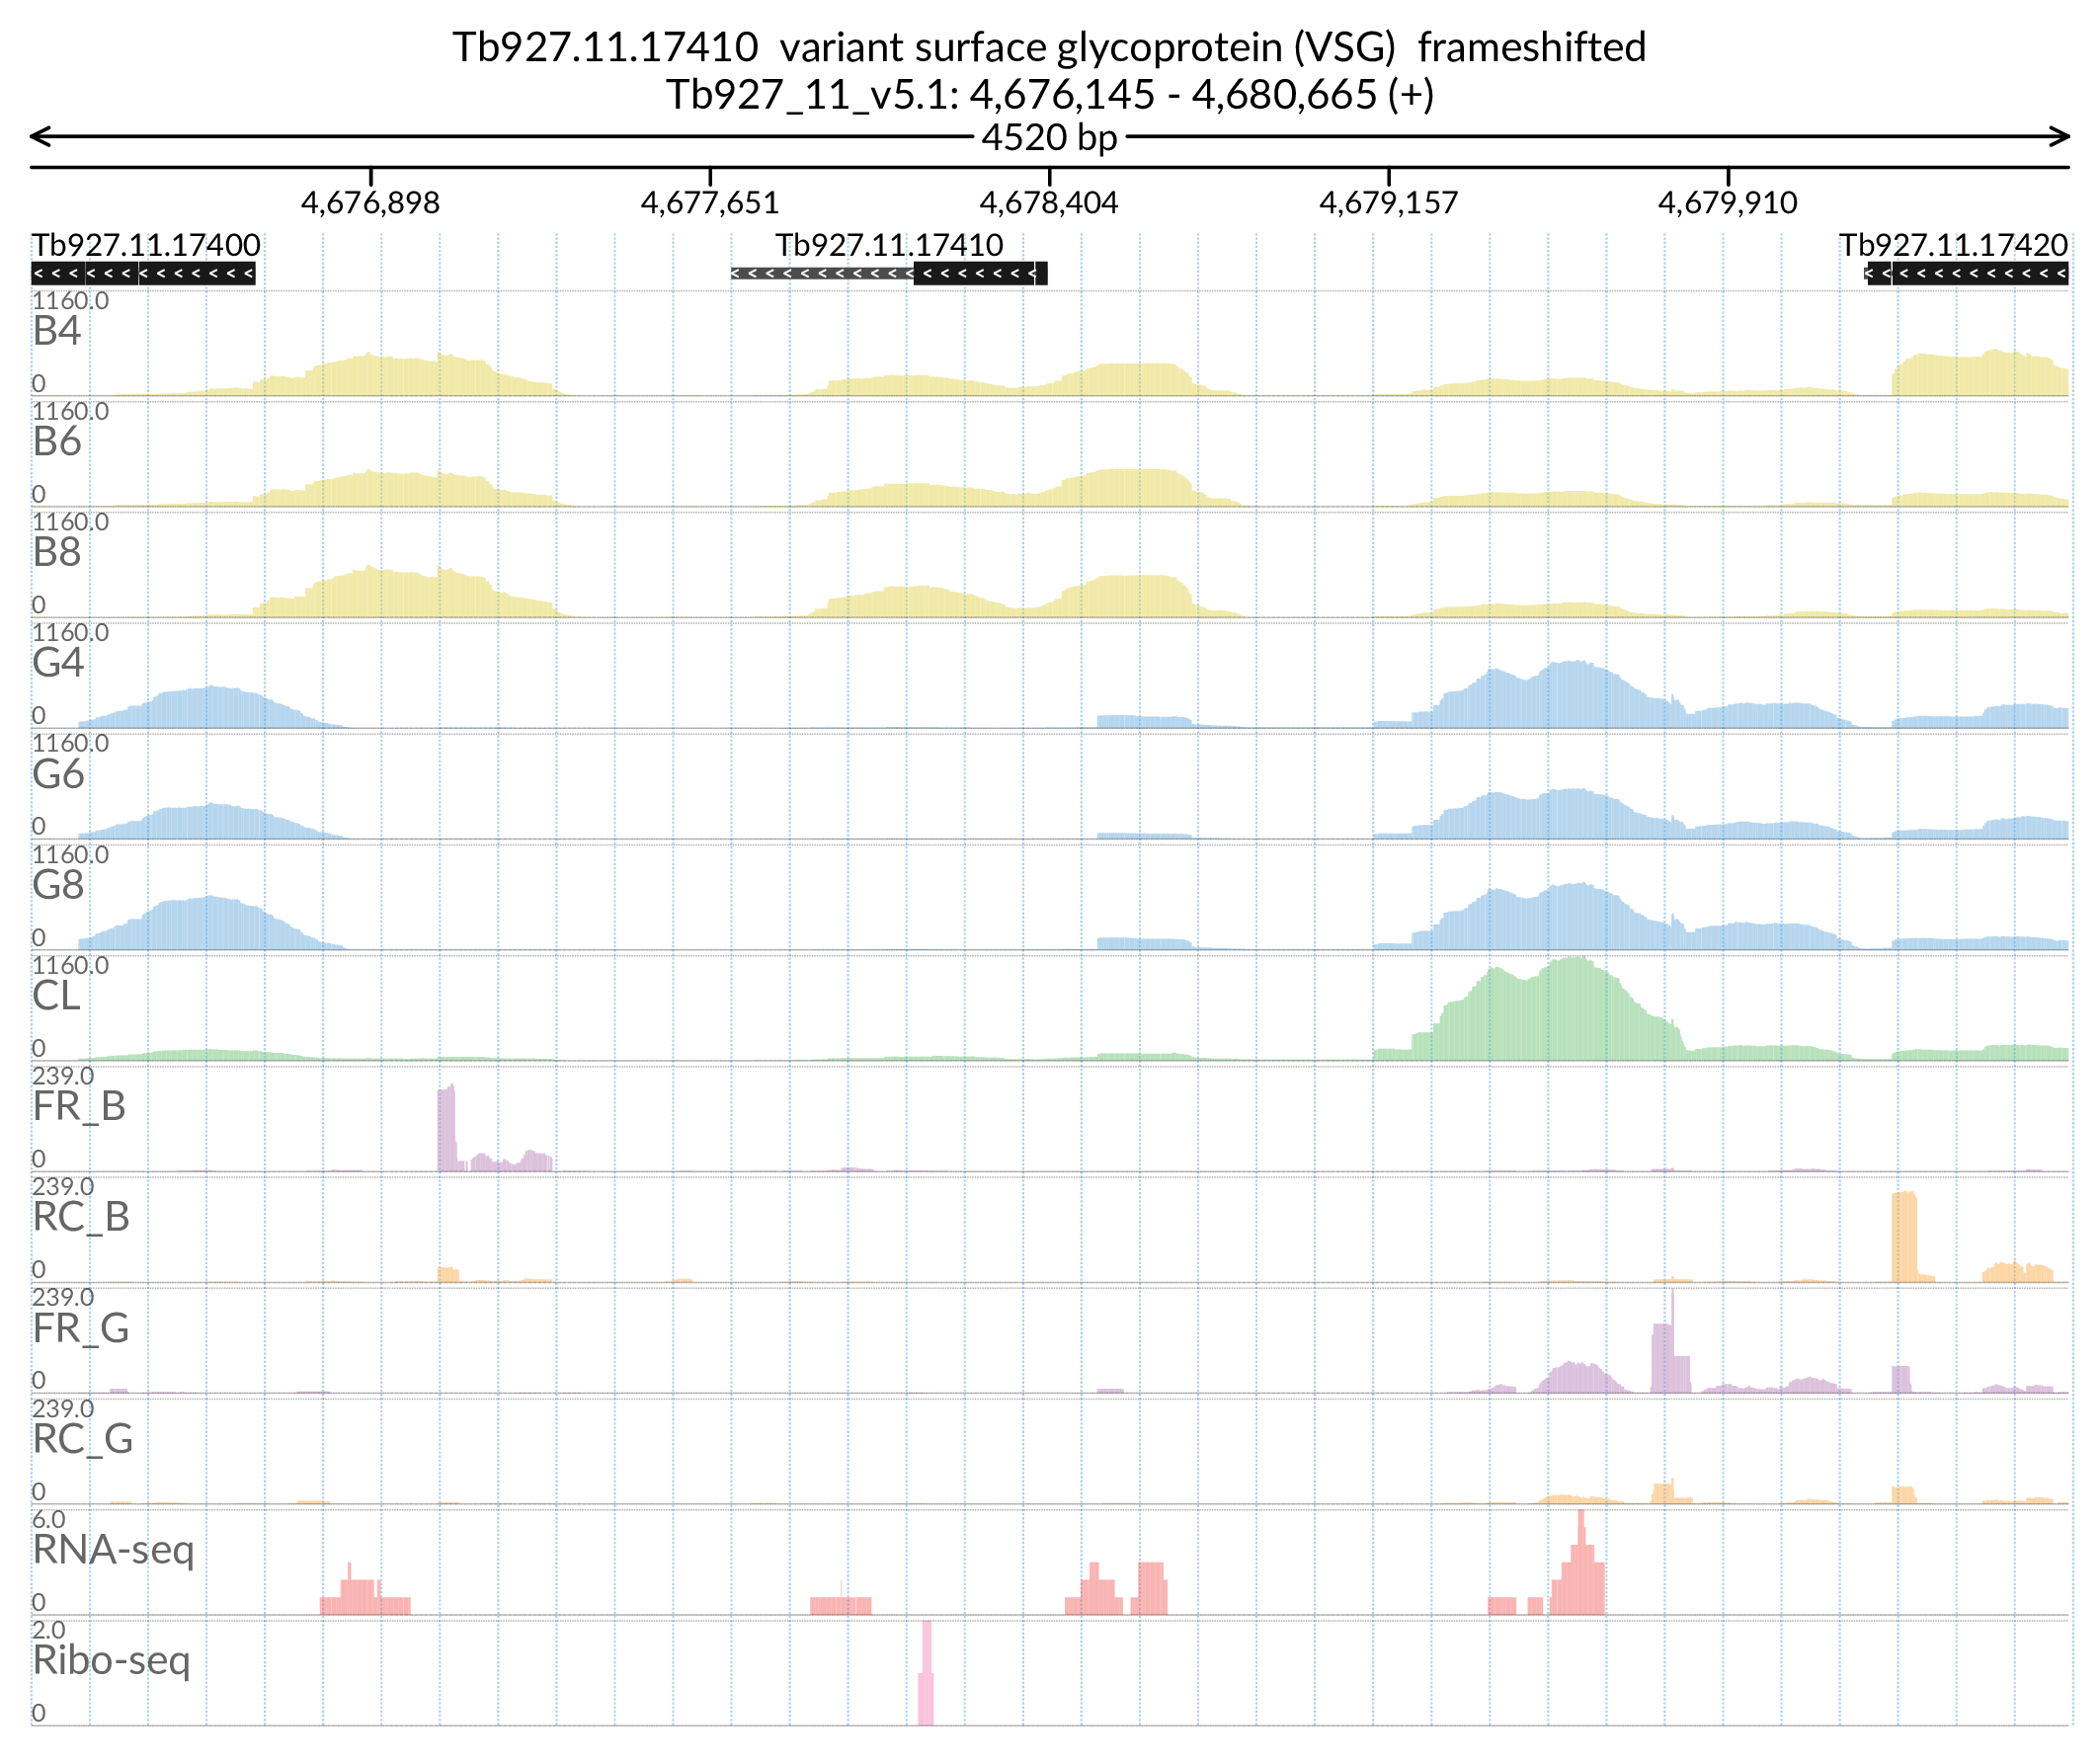 Tb927.11.17410 variant surface glycoprotein (VSG) frameshifted
Tb927_11_v5.1: 4,676,145 - 4,680,665 (+)
4520 bp
4,676,898 4,677,651 4,678,404 4,679,157 4,679,910
Tb927.11.17400 Tb927.11.17410 Tb927.11.17420
1160.0
B4
0
1160.0
B6
0
1160.0
B8
0
1160.0
G4
0
1160.0
G6
0
1160.0
G8
0
1160.0
CL
0
239.0
FR_B
0
239.0
RC_B
0
239.0
FR_G
0
239.0
RC_G
0
6.0
RNA-seq
0
2.0
Ribo-seq
0